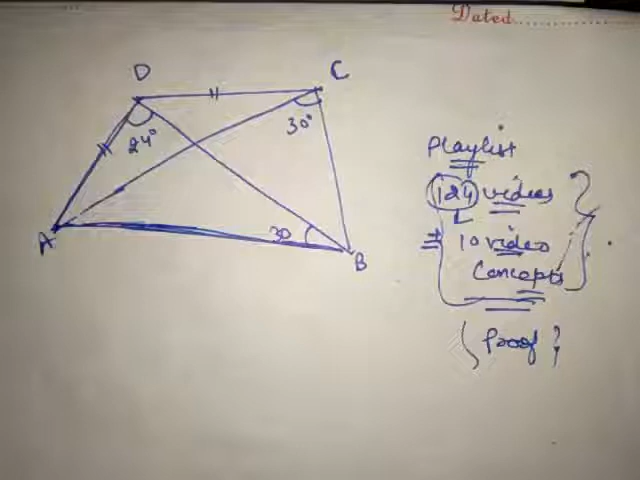 Dated
D
C
24°
30°
30
A
B
Playlist
124 videos
⇒ 10 video
Concepts
{ Proof }